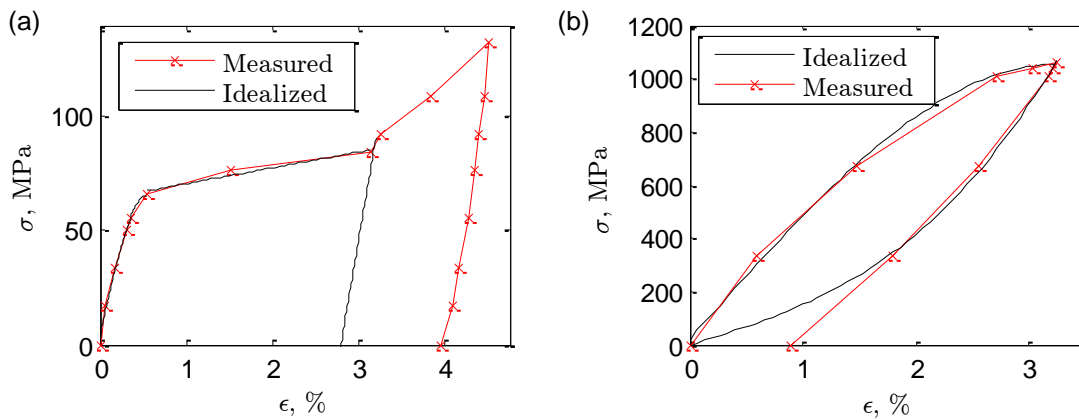 (a)
Measured
Idealized
100
50
0
0 1 2 3 4
σ, MPa
ϵ, %
(b)
Idealized
Measured
1200
1000
800
600
400
200
0
0 1 2 3
σ, MPa
ϵ, %